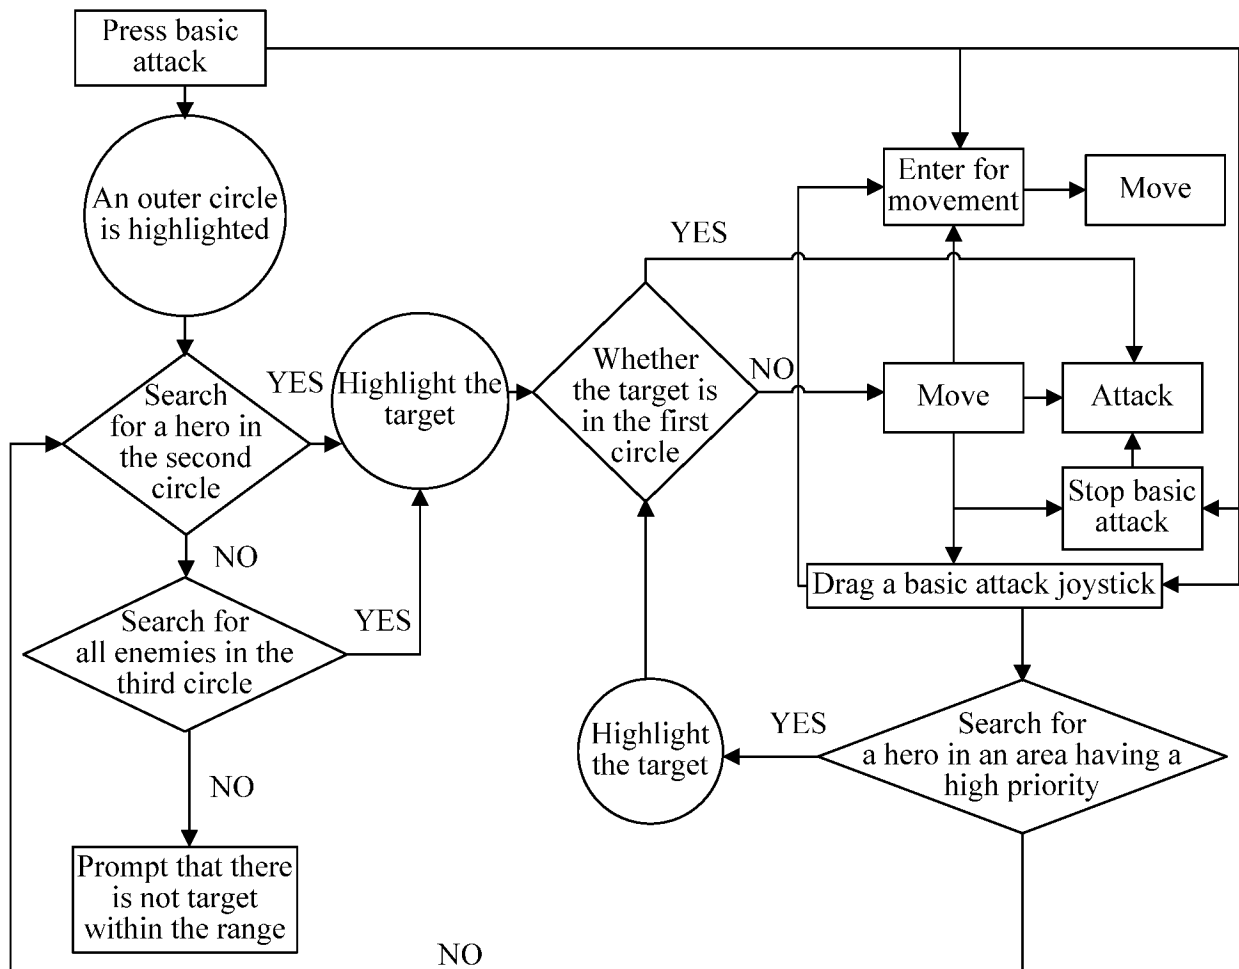 Press basic
attack
An outer circle
is highlighted
Search
for a hero in
the second
circle
YES
NO
Search for
all enemies in the
third circle
YES
NO
Prompt that there
is not target
within the range
Highlight the
target
Whether
the target is
in the first
circle
YES
NO
Enter for
movement
Move
Move
Attack
Stop basic
attack
Drag a basic attack joystick
Search for
a hero in an area having a
high priority
YES
Highlight
the target
NO